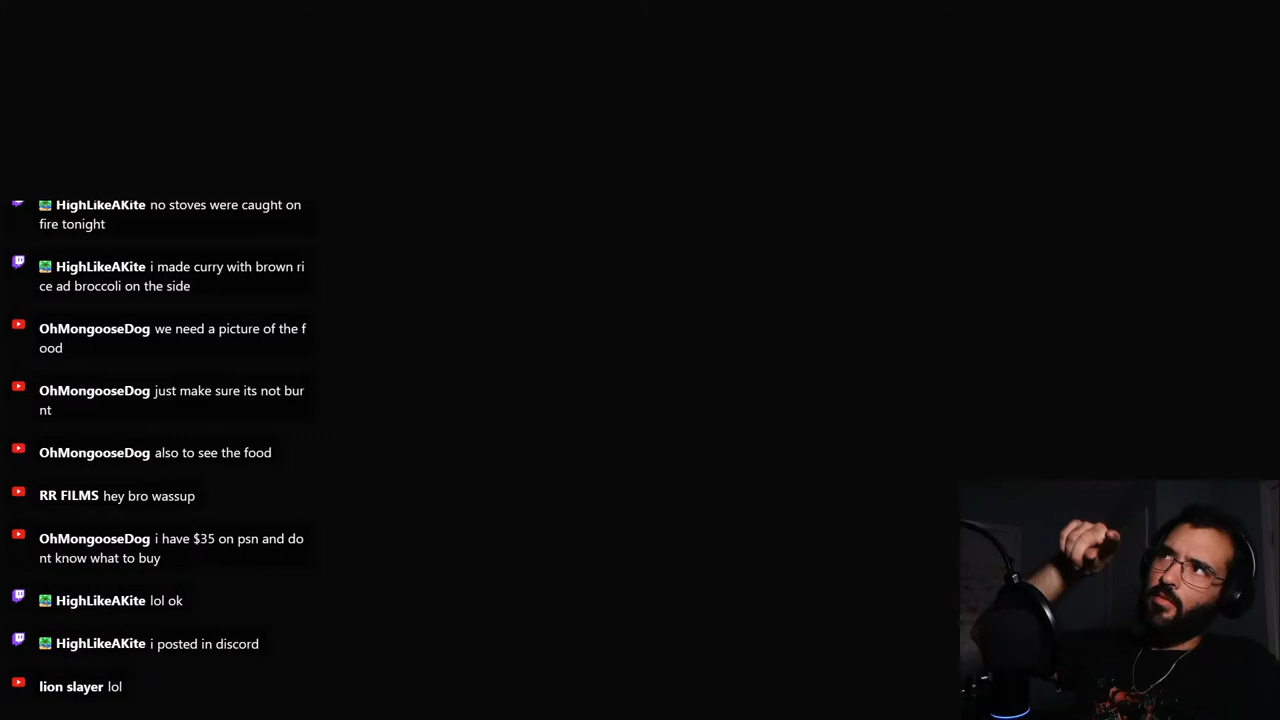 HighLikeAKite no stoves were caught on
fire tonight
HighLikeAKite i made curry with brown ri
ce ad broccoli on the side
OhMongooseDog we need a picture of the f
ood
OhMongooseDog just make sure its not bur
nt
OhMongooseDog also to see the food
RR FILMS hey bro wassup
OhMongooseDog i have $35 on psn and do
nt know what to buy
HighLikeAKite lol ok
HighLikeAKite i posted in discord
lion slayer lol